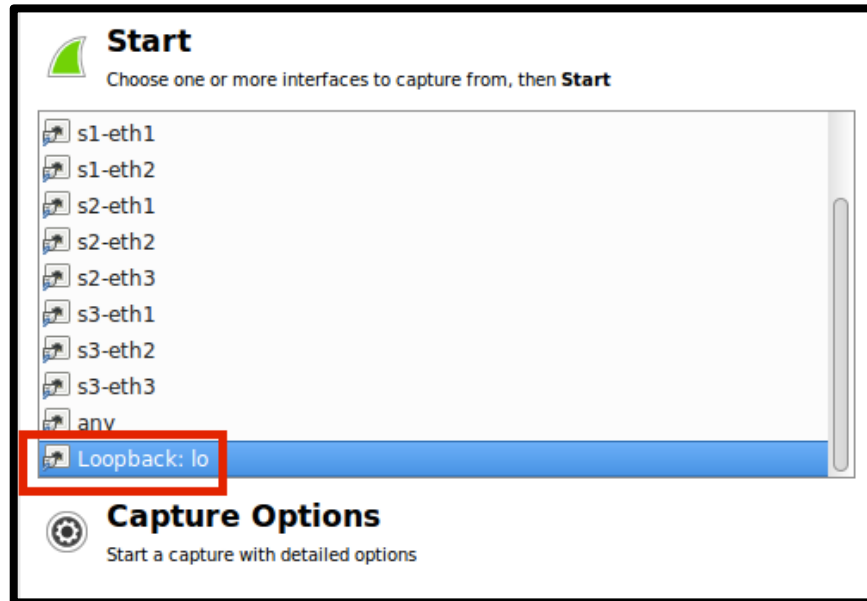 Start
Choose one or more interfaces to capture from, then Start
s1-eth1
s1-eth2
s2-eth1
s2-eth2
s2-eth3
s3-eth1
s3-eth2
s3-eth3
any
Loopback: lo
Capture Options
Start a capture with detailed options